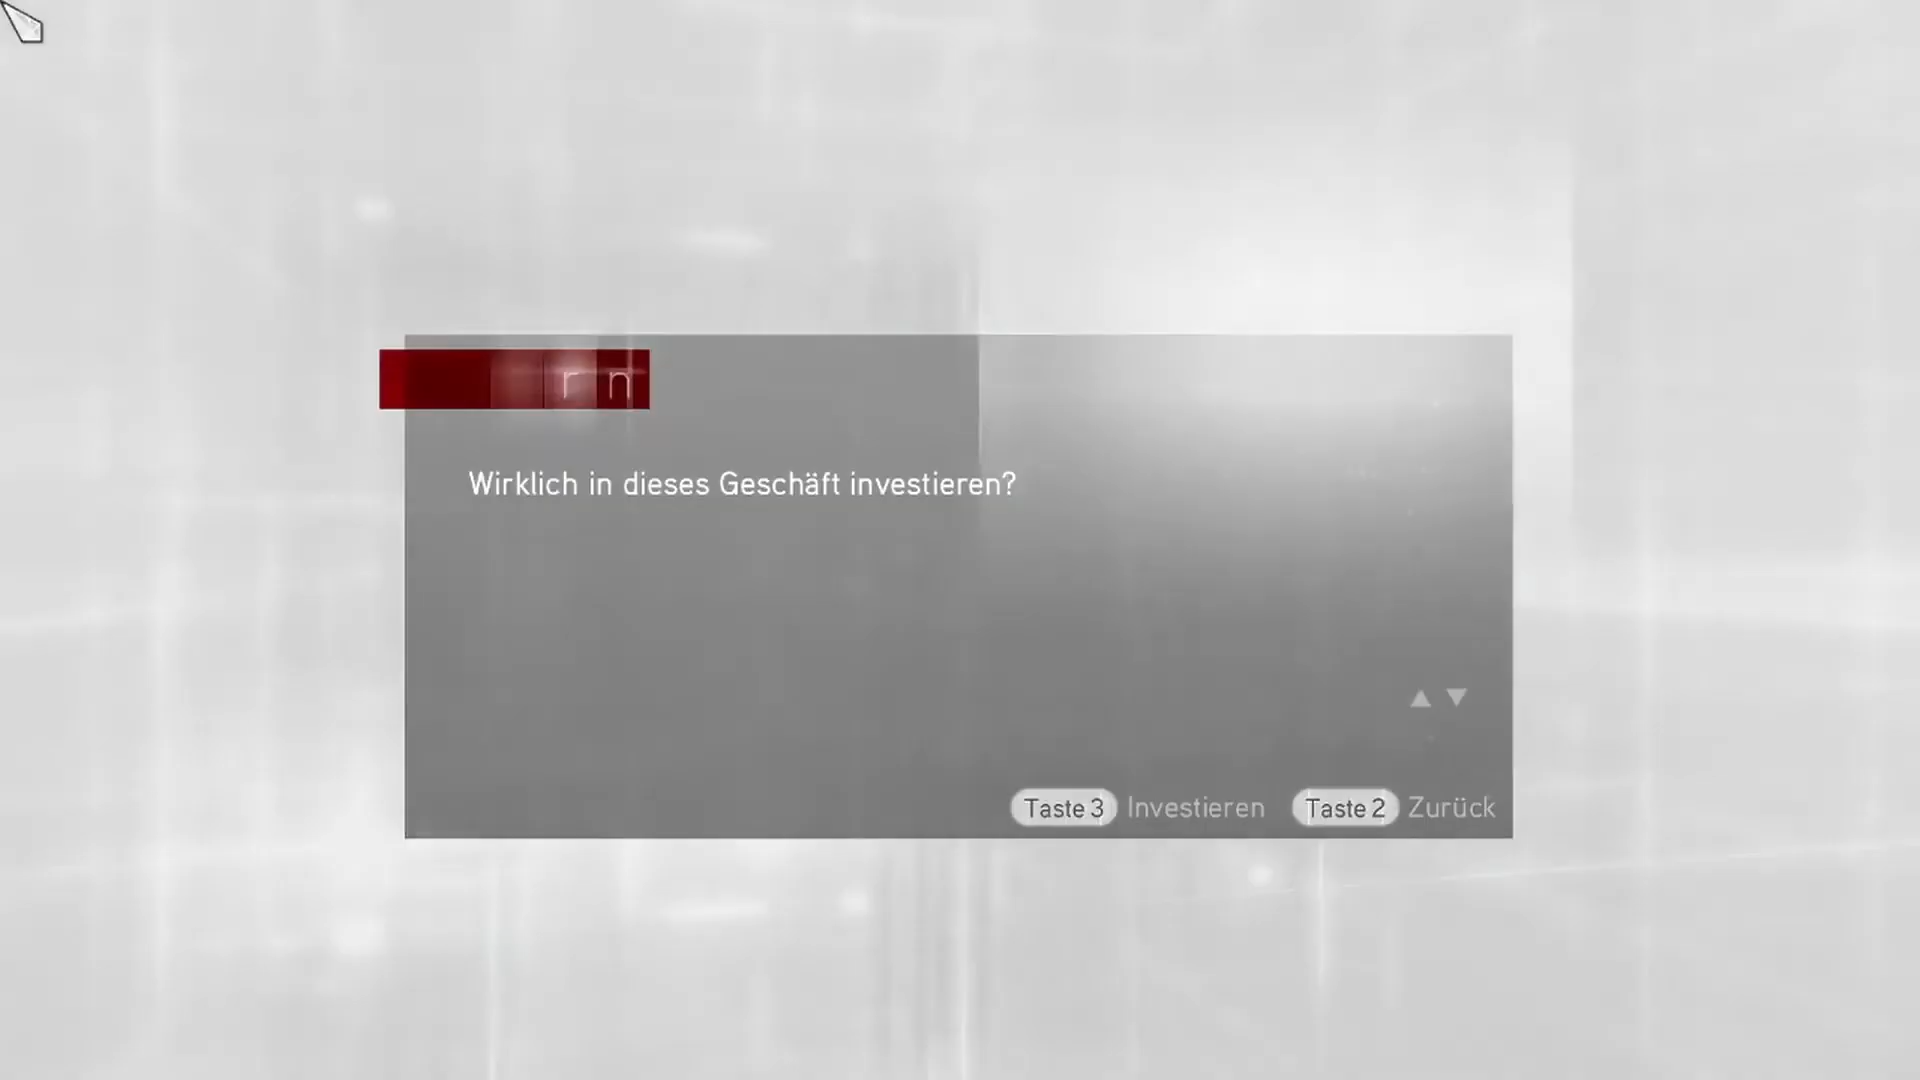 Wirklich in dieses Geschäft investieren?
Taste 3 Investieren Taste 2 Zurück